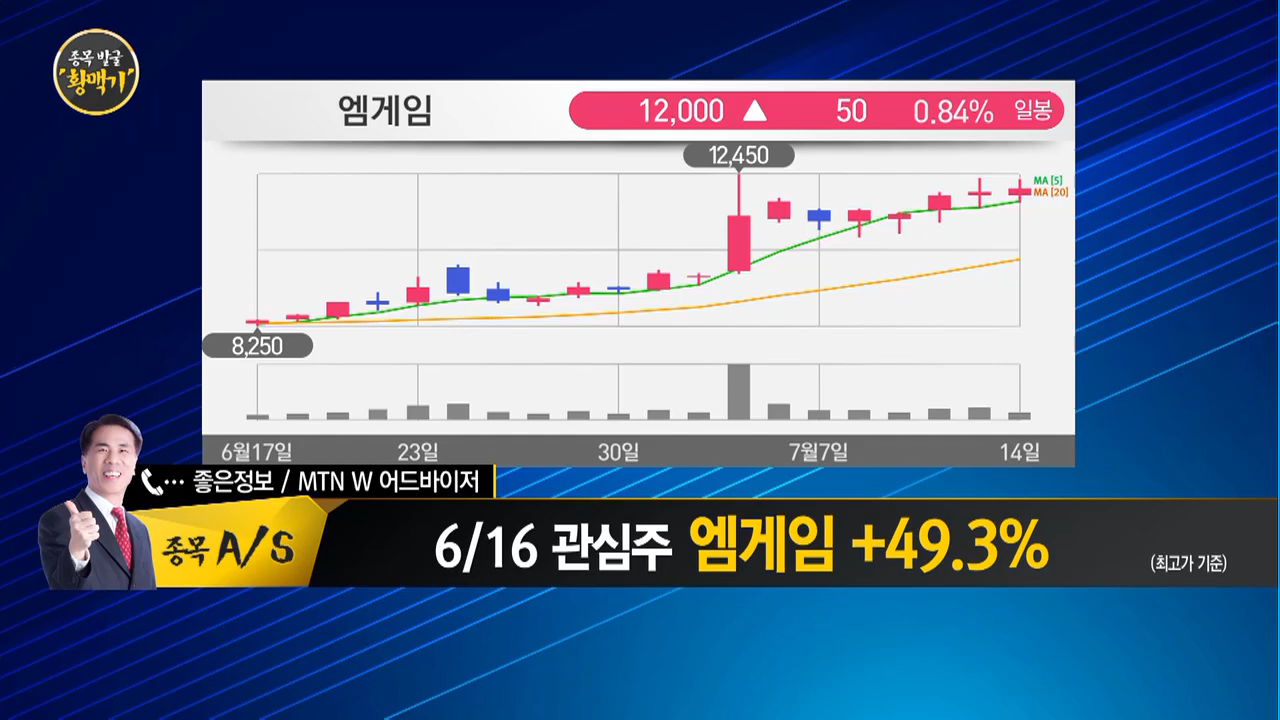 종목 발굴
'황맥기'
엠게임
12,000 ▲ 50 0.84% 일봉
12,450
MA [5]
MA [20]
8,250
6월17일 23일 30일 7월7일 14일
··· 좋은정보 / MTN W 어드바이저
종목 A/S
6/16 관심주 엠게임 +49.3%
(최고가 기준)